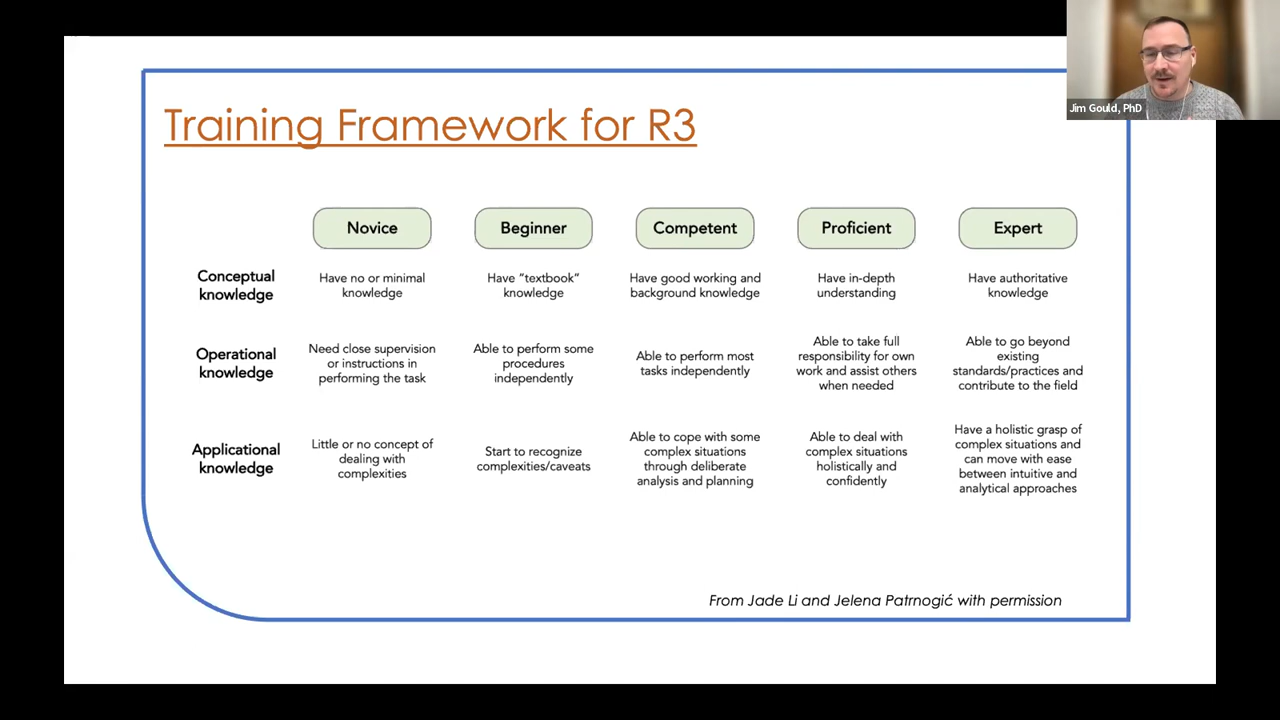 Jim Gould, PhD
Training Framework for R3
Novice
Beginner
Competent
Proficient
Expert
Conceptual
knowledge
Have no or minimal
knowledge
Have “textbook”
knowledge
Have good working and
background knowledge
Have in-depth
understanding
Have authoritative
knowledge
Operational
knowledge
Need close supervision
or instructions in
performing the task
Able to perform some
procedures
independently
Able to perform most
tasks independently
Able to take full
responsibility for own
work and assist others
when needed
Able to go beyond
existing
standards/practices and
contribute to the field
Applicational
knowledge
Little or no concept of
dealing with
complexities
Start to recognize
complexities/caveats
Able to cope with some
complex situations
through deliberate
analysis and planning
Able to deal with
complex situations
holistically and
confidently
Have a holistic grasp of
complex situations and
can move with ease
between intuitive and
analytical approaches
From Jade Li and Jelena Patrnogić with permission